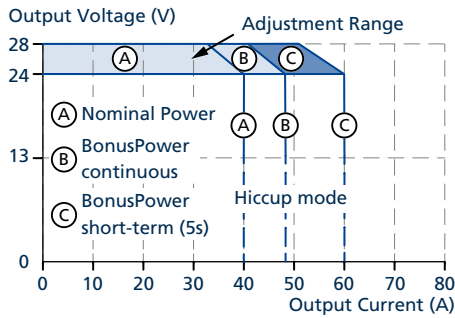 Output Voltage (V)
Adjustment Range
28
24
13
0
A
B
C
A Nominal Power
B BonusPower
continuous
C BonusPower
short-term (5s)
A
B
C
Hiccup mode
0 10 20 30 40 50 60 70 80
Output Current (A)